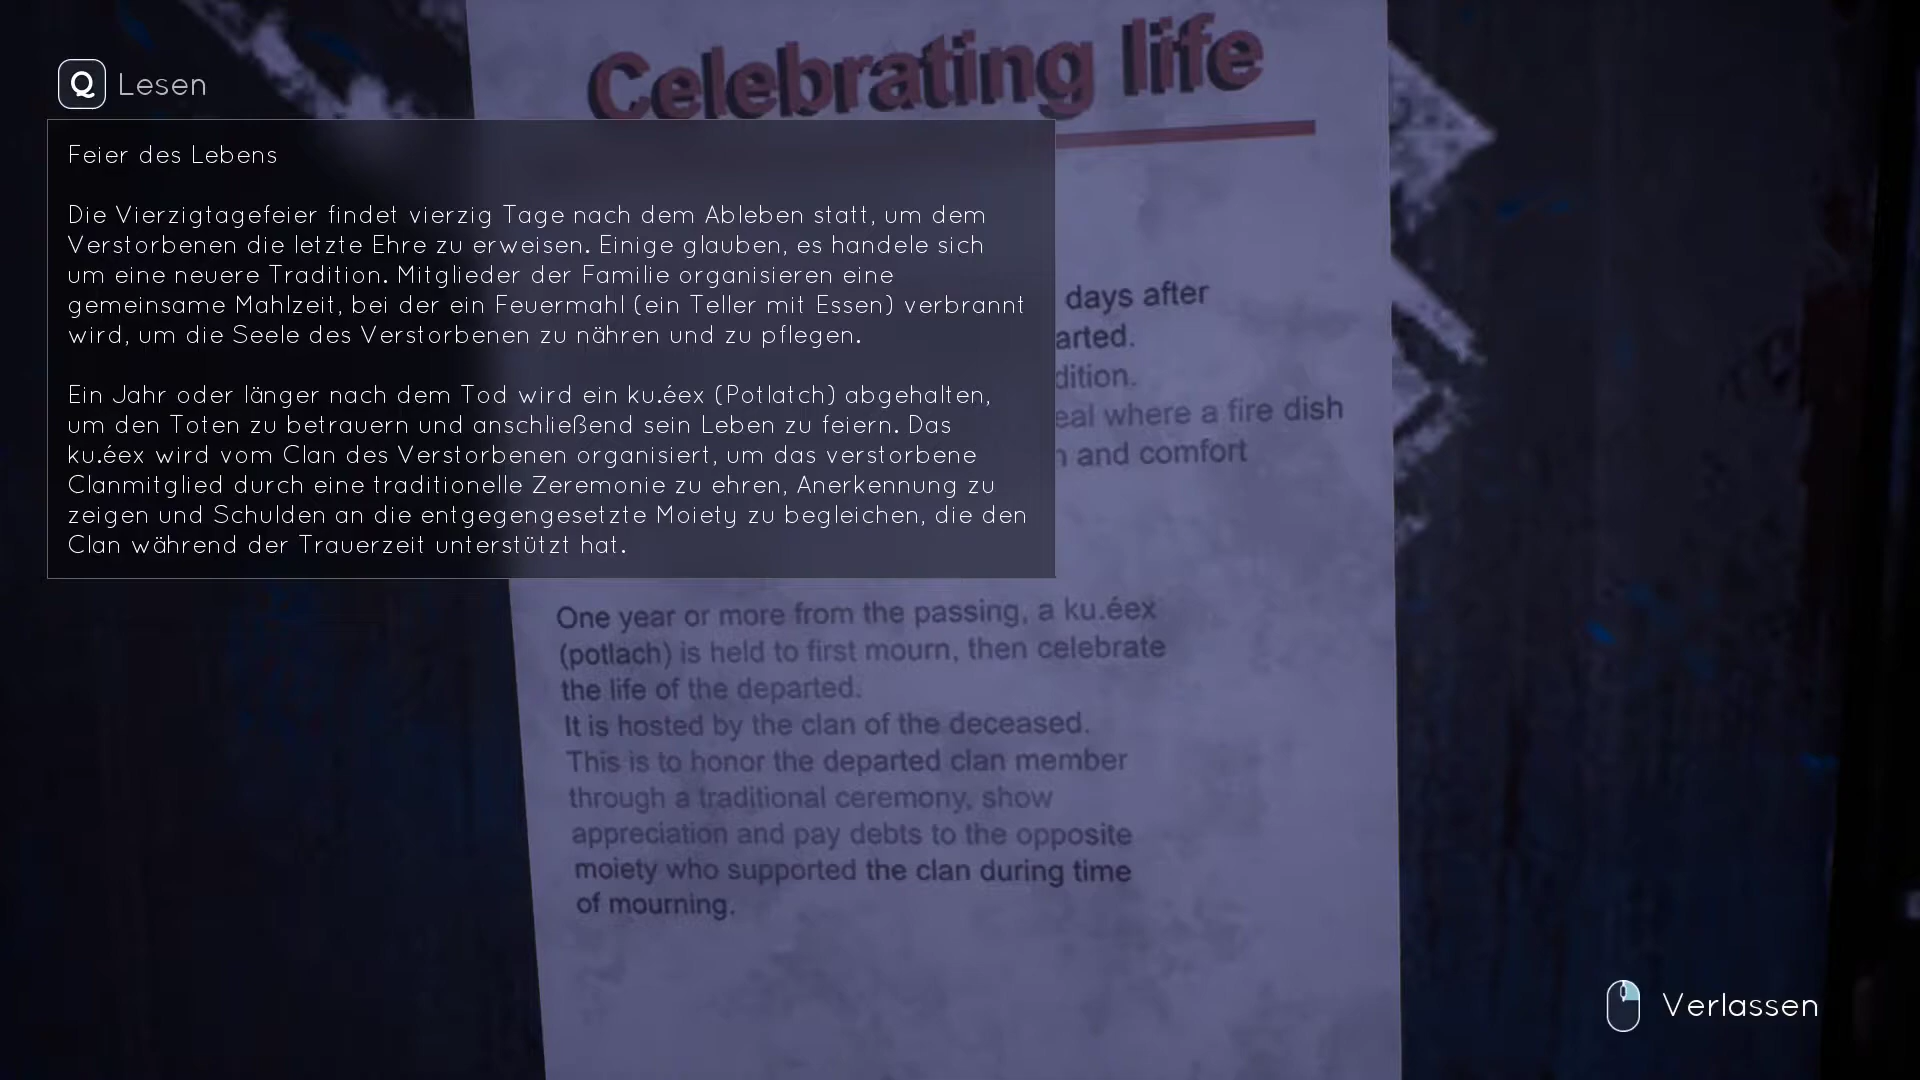 Celebrating life
Q Lesen
Feier des Lebens
Die Vierzigtagefeier findet vierzig Tage nach dem Ableben statt, um dem
Verstorbenen die letzte Ehre zu erweisen. Einige glauben, es handele sich
um eine neuere Tradition. Mitglieder der Familie organisieren eine
gemeinsame Mahlzeit, bei der ein Feuermahl (ein Teller mit Essen) verbrannt
wird, um die Seele des Verstorbenen zu nähren und zu pflegen.
Ein Jahr oder länger nach dem Tod wird ein ku.éex (Potlatch) abgehalten,
um den Toten zu betrauern und anschließend sein Leben zu feiern. Das
ku.éex wird vom Clan des Verstorbenen organisiert, um das verstorbene
Clanmitglied durch eine traditionelle Zeremonie zu ehren, Anerkennung zu
zeigen und Schulden an die entgegengesetzte Moiety zu begleichen, die den
Clan während der Trauerzeit unterstützt hat.
days after
arted.
dition.
eal where a fire dish
and comfort
One year or more from the passing, a ku.éex
(potlach) is held to first mourn, then celebrate
the life of the departed.
It is hosted by the clan of the deceased.
This is to honor the departed clan member
through a traditional ceremony, show
appreciation and pay debts to the opposite
moiety who supported the clan during time
of mourning.
Verlassen